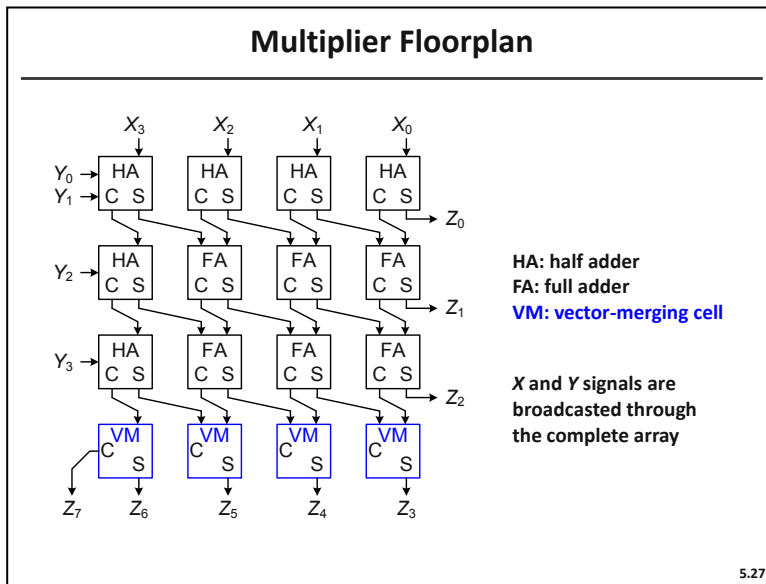 Multiplier Floorplan
X3 X2 X1 X0
Y0 HA HA HA HA
Y1 C S C S C S C S
Z0
Y2 HA FA FA FA
C S C S C S C S
Z1
Y3 HA FA FA FA
C S C S C S C S
Z2
VM VM VM VM
C S C S C S C S
Z7 Z6 Z5 Z4 Z3
HA: half adder
FA: full adder
VM: vector-merging cell
X and Y signals are
broadcasted through
the complete array
5.27